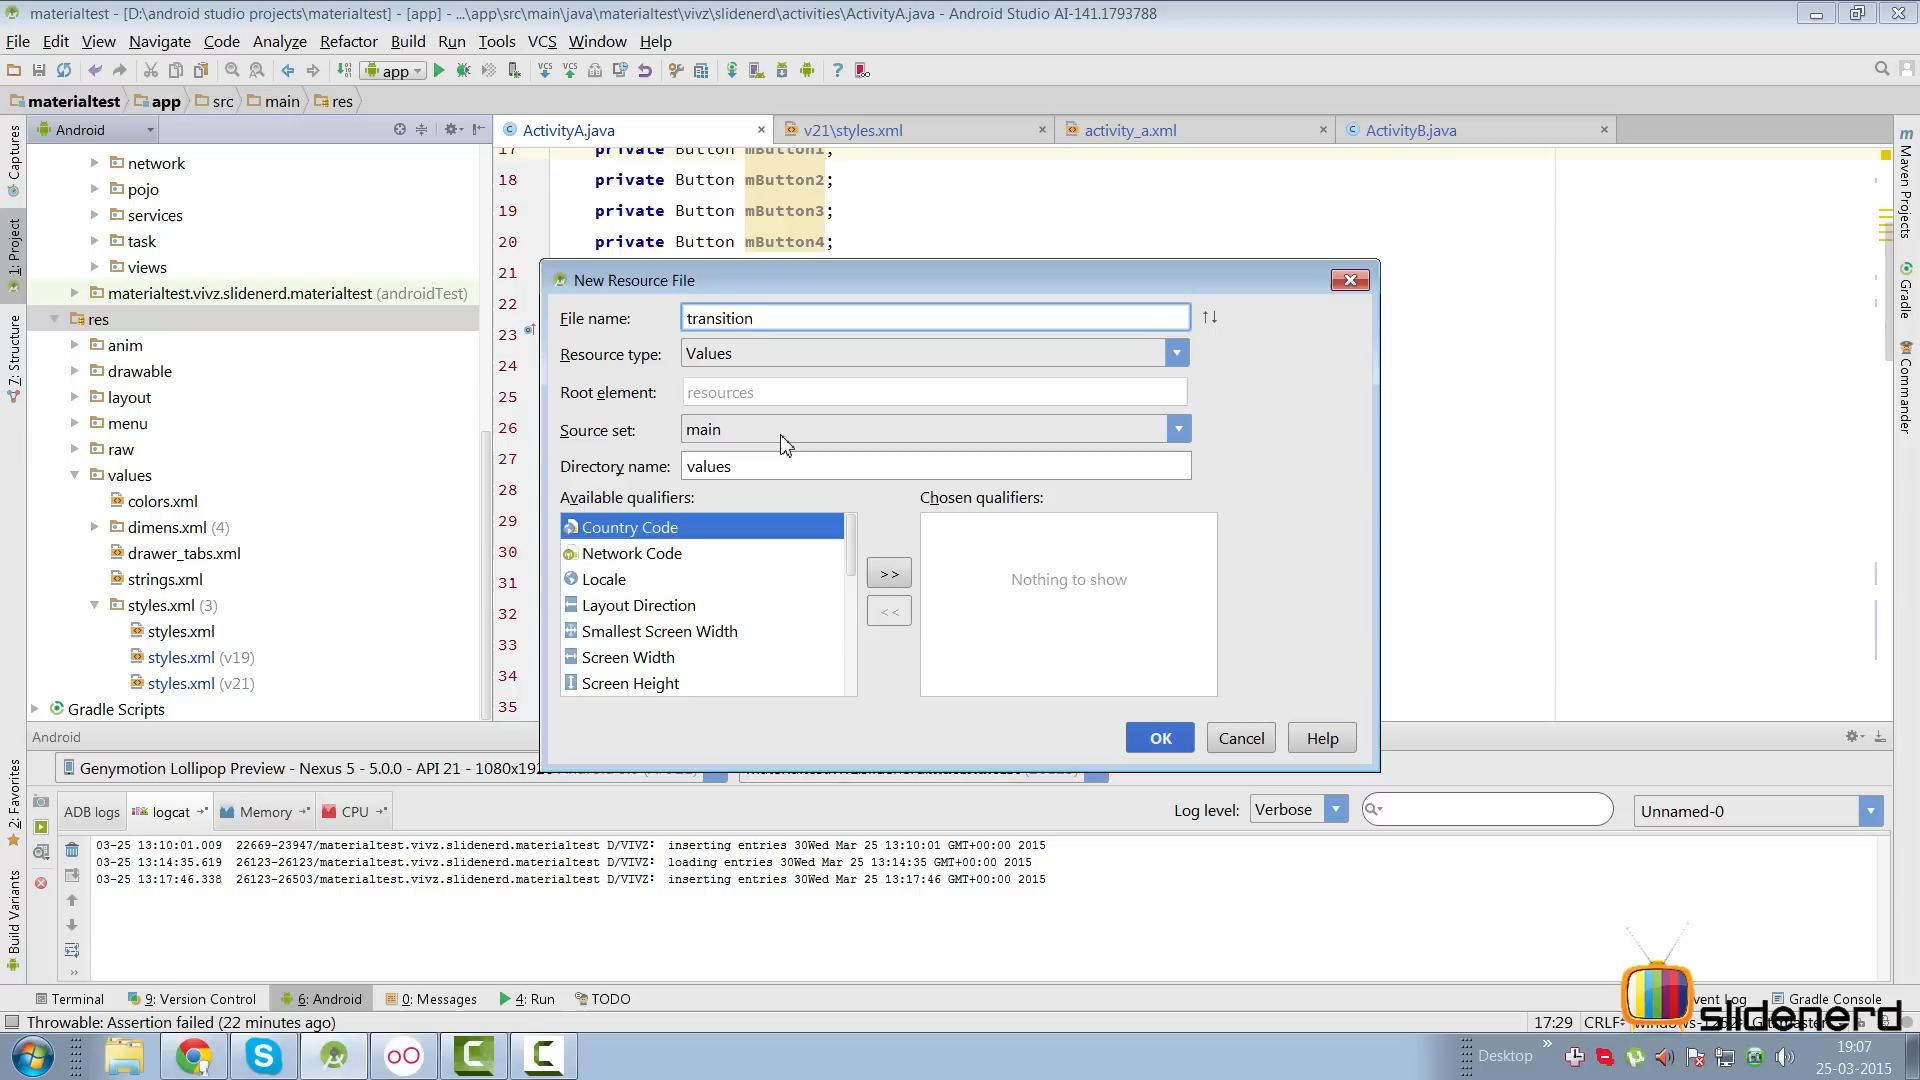 materialtest - [D:\android studio projects\materialtest] - [app] - ...\app\src\main\java\materialtest\vivz\slidenerd\activities\ActivityA.java - Android Studio AI-141.1793788
File Edit View Navigate Code Analyze Refactor Build Run Tools VCS Window Help
app
materialtest app src main res
Android
ActivityA.java v21\styles.xml activity_a.xml ActivityB.java
Captures
1: Project
7: Structure
2: Favorites
Build Variants
Maven Projects
Gradle
Commander
network
pojo
services
task
views
materialtest.vivz.slidenerd.materialtest (androidTest)
res
anim
drawable
layout
menu
raw
values
colors.xml
dimens.xml (4)
drawer_tabs.xml
strings.xml
styles.xml (3)
styles.xml
styles.xml (v19)
styles.xml (v21)
Gradle Scripts
17 private Button mButton1;
18 private Button mButton2;
19 private Button mButton3;
20 private Button mButton4;
21
22
23
24
25
26
27
28
29
30
31
32
33
34
35
New Resource File
File name: transition
Resource type: Values
Root element: resources
Source set: main
Directory name: values
Available qualifiers: Chosen qualifiers:
Country Code
Network Code
Locale
Layout Direction
Smallest Screen Width
Screen Width
Screen Height
>>
<<
Nothing to show
OK Cancel Help
Android
Genymotion Lollipop Preview - Nexus 5 - 5.0.0 - API 21 - 1080x19
ADB logs logcat Memory CPU Log level: Verbose Unnamed-0
03-25 13:10:01.009 22669-23947/materialtest.vivz.slidenerd.materialtest D/VIVZ: inserting entries 30Wed Mar 25 13:10:01 GMT+00:00 2015
03-25 13:14:35.619 26123-26123/materialtest.vivz.slidenerd.materialtest D/VIVZ: loading entries 30Wed Mar 25 13:14:35 GMT+00:00 2015
03-25 13:17:46.338 26123-26503/materialtest.vivz.slidenerd.materialtest D/VIVZ: inserting entries 30Wed Mar 25 13:17:46 GMT+00:00 2015
Terminal 9: Version Control 6: Android 0: Messages 4: Run TODO Gradle Console
Throwable: Assertion failed (22 minutes ago) 17:29 CRLF
slidenerd
Desktop
19:07
25-03-2015